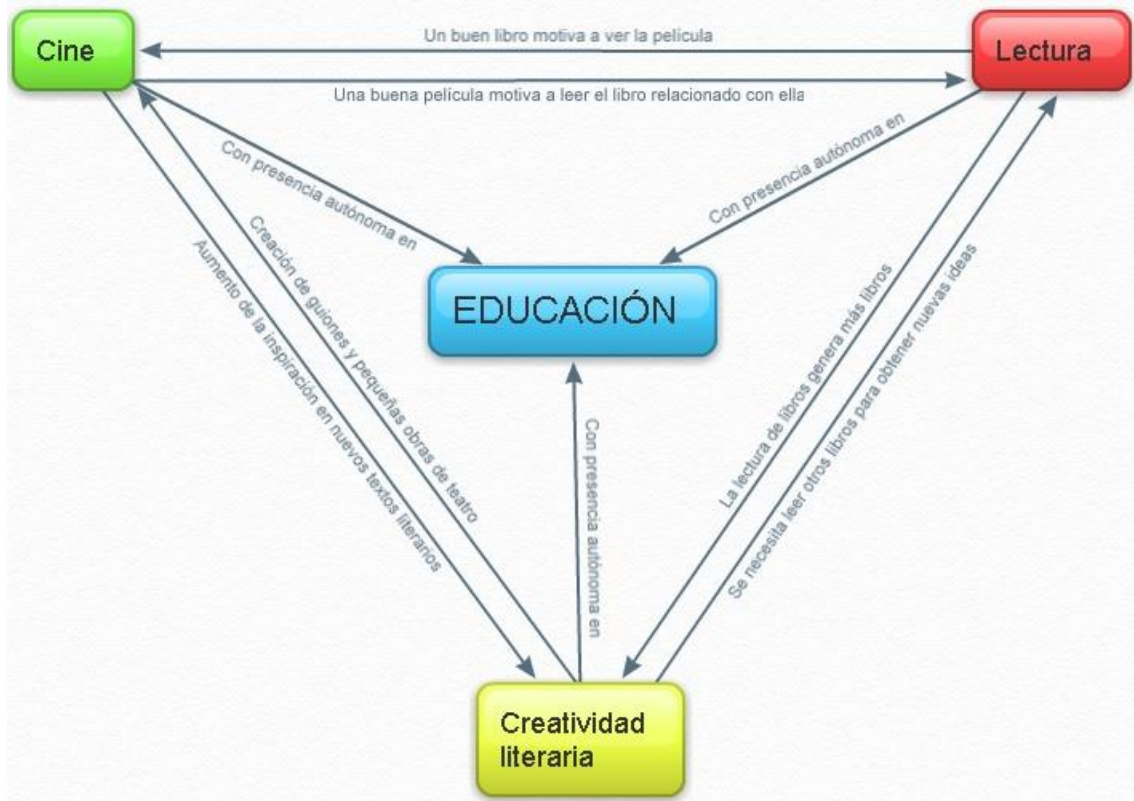 Cine
Un buen libro motiva a ver la película
Lectura
Una buena película motiva a leer el libro relacionado con ella
Con presencia autónoma en
Con presencia autónoma en
Creación de guiones y pequeñas obras de teatro
Aumento de la inspiración en nuevos textos literarios
EDUCACIÓN
La lectura de libros genera más libros
Se necesita leer otros libros para obtener nuevas ideas
Con presencia autónoma en
Creatividad
literaria